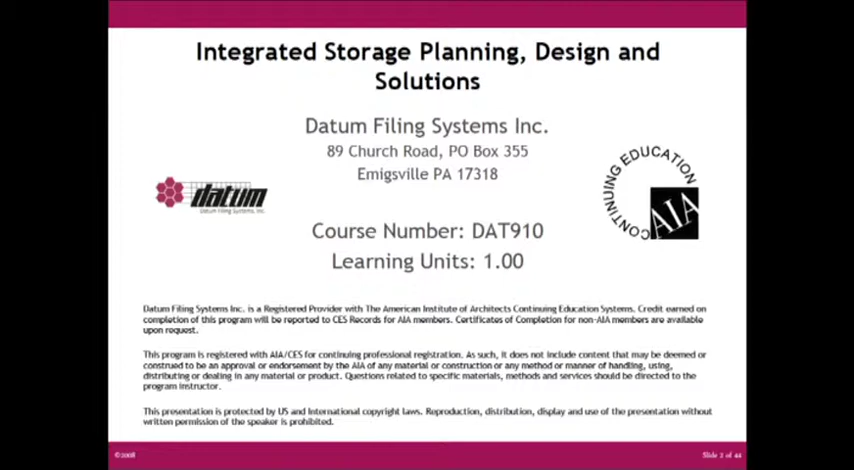 Integrated Storage Planning, Design and
Solutions
Datum Filing Systems Inc.
89 Church Road, PO Box 355
Emigsville PA 17318
datum
Datum Filing Systems, Inc.
CONTINUING EDUCATION
AIA
Course Number: DAT910
Learning Units: 1.00
Datum Filing Systems Inc. is a Registered Provider with The American Institute of Architects Continuing Education Systems. Credit earned on
completion of this program will be reported to CES Records for AIA members. Certificates of Completion for non-AIA members are available
upon request.
This program is registered with AIA/CES for continuing professional registration. As such, it does not include content that may be deemed or
construed to be an approval or endorsement by the AIA of any material or construction or any method or manner of handling, using,
distributing or dealing in any material or product. Questions related to specific materials, methods and services should be directed to the
program instructor.
This presentation is protected by US and International copyright laws. Reproduction, distribution, display and use of the presentation without
written permission of the speaker is prohibited.
©2008
Slide 2 of 44